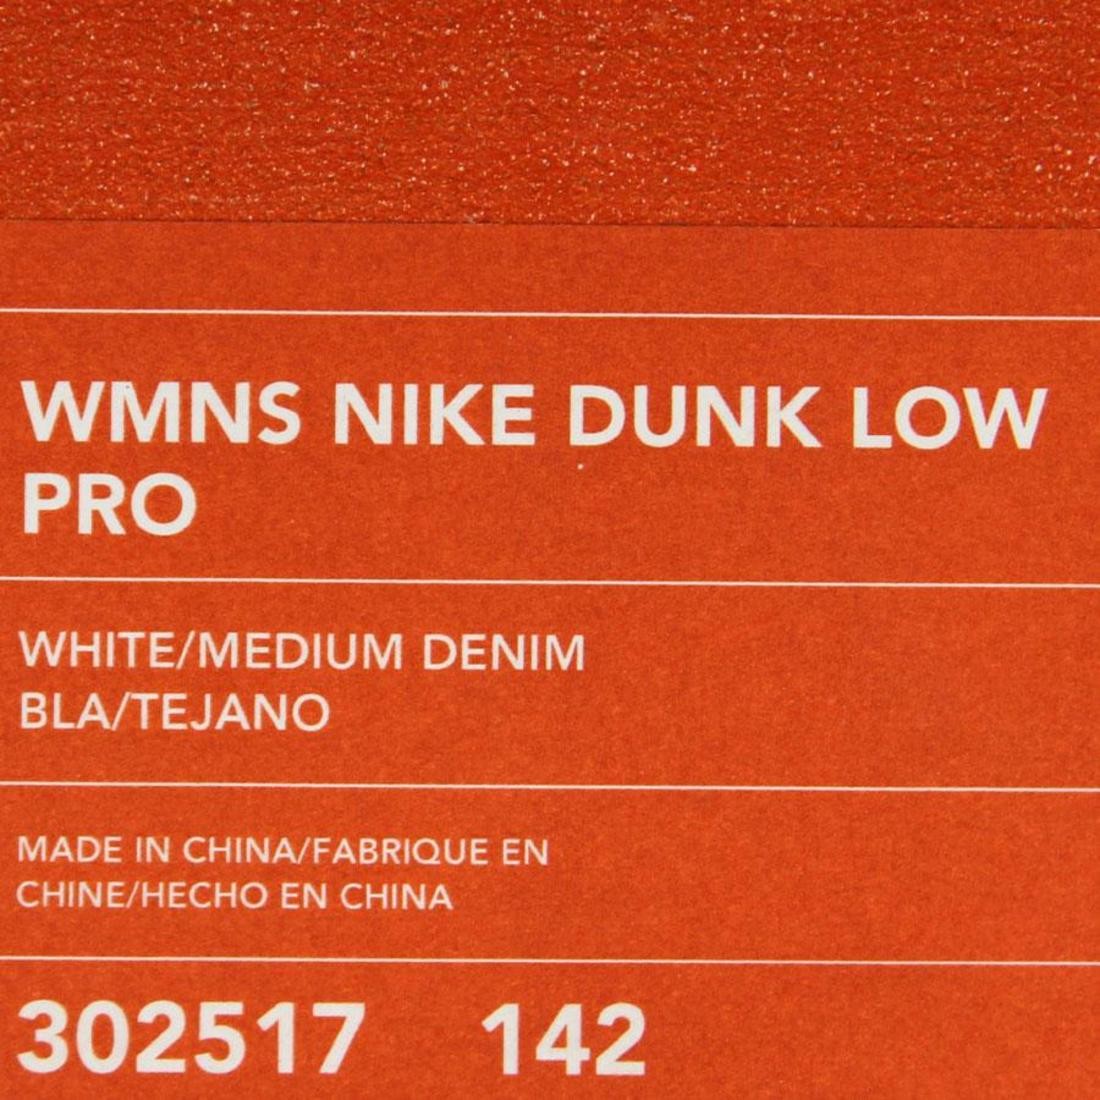 WMNS NIKE DUNK LOW
PRO
WHITE/MEDIUM DENIM
BLA/TEJANO
MADE IN CHINA/FABRIQUE EN
CHINE/HECHO EN CHINA
302517 142